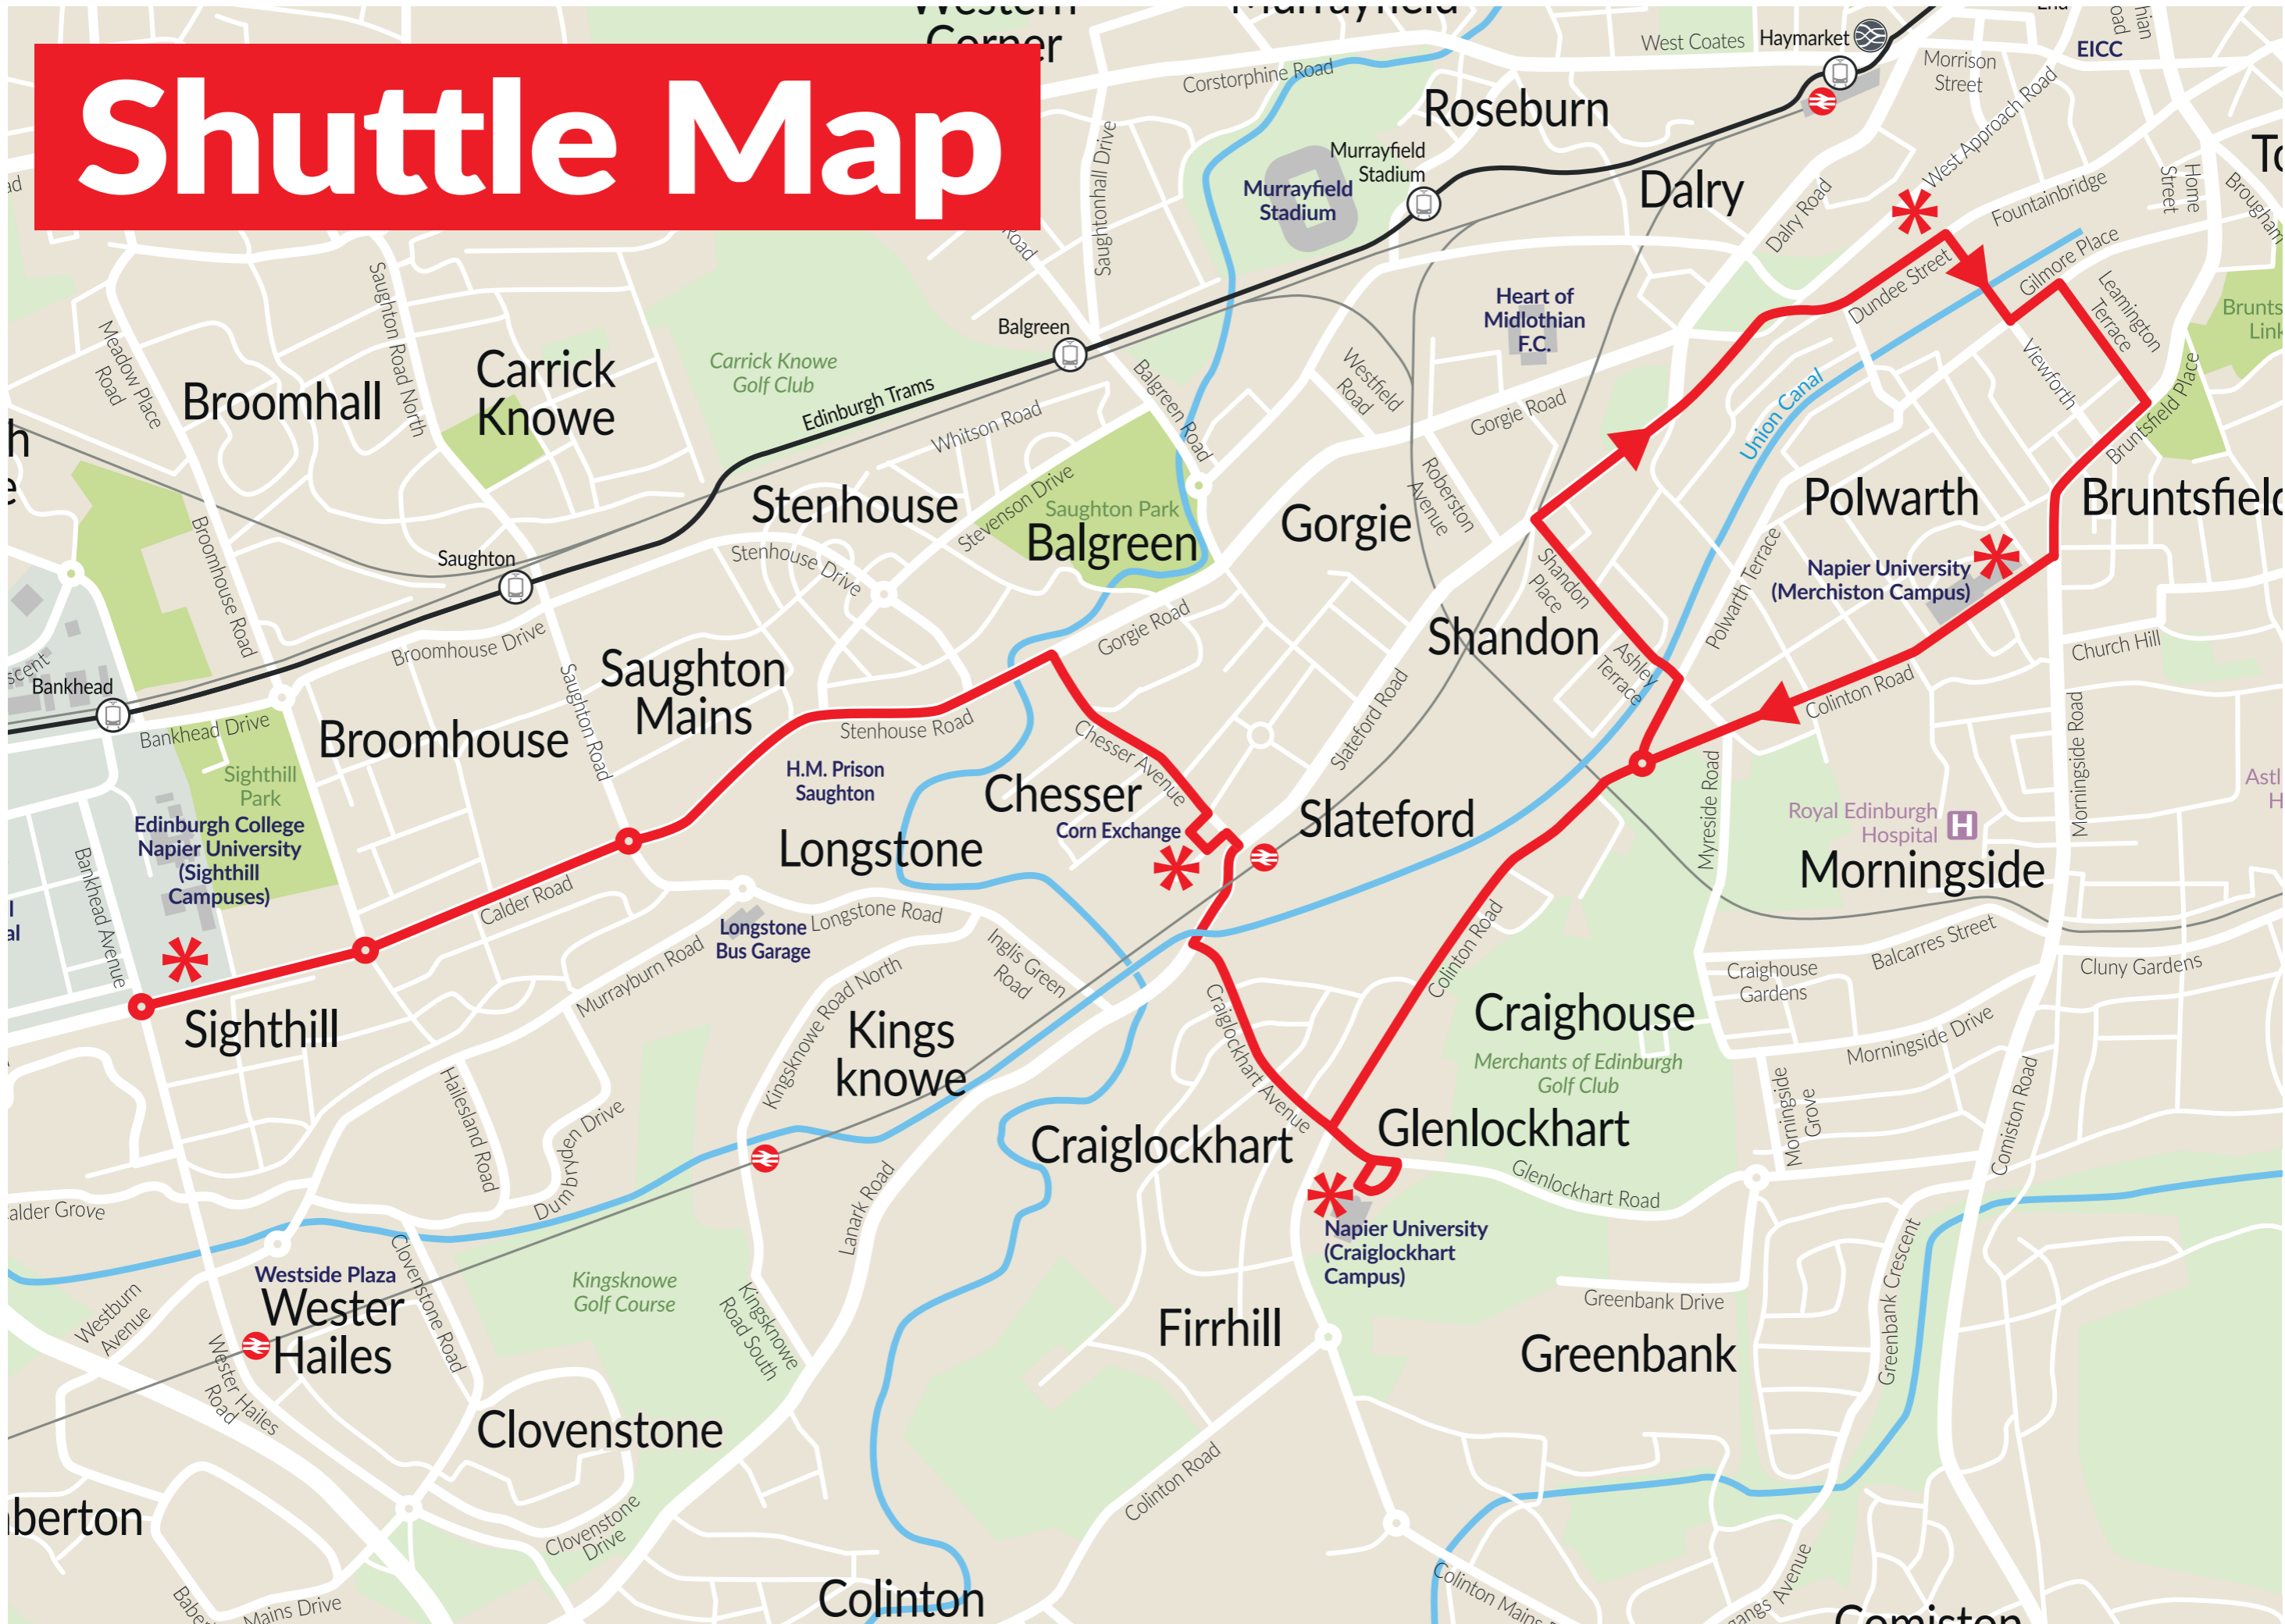 Shuttle Map
Western
Corner
Murrayfield
West Coates
Haymarket
Morrison
Street
EICC
Corstorphine Road
Roseburn
West Approach Road
Saughtonhall Drive
Murrayfield
Stadium
Murrayfield
Stadium
Dalry
Dalry Road
Fountainbridge
Home
Street
Road
Saughton Road North
Meadow Place
Road
Broomhall
Carrick
Knowe
Carrick Knowe
Golf Club
Balgreen
Edinburgh Trams
Balgreen Road
Whitson Road
Heart of
Midlothian
F.C.
Westfield
Road
Gorgie Road
Dundee Street
Gilmore Place
Leamington
Terrace
Viewforth
Union Canal
Bruntsfield Place
Stenhouse
Stevenson Drive
Saughton Park
Balgreen
Gorgie
Roberston
Avenue
Polwarth
Broomhouse Road
Saughton
Stenhouse Drive
Shandon
Place
Polwarth Terrace
Napier University
(Merchiston Campus)
Broomhouse Drive
Gorgie Road
Shandon
Ashley
Terrace
Church Hill
Bankhead
Bankhead Drive
Saughton Road
Saughton
Mains
Broomhouse
Stenhouse Road
Chesser Avenue
Slateford Road
Colinton Road
Morningside Road
Sighthill
Park
Edinburgh College
Napier University
(Sighthill
Campuses)
Bankhead Avenue
H.M. Prison
Saughton
Longstone
Chesser
Corn Exchange
Slateford
Myreside Road
Royal Edinburgh
Hospital
H
Morningside
Calder Road
Longstone
Bus Garage
Longstone Road
Murrayburn Road
Inglis Green
Road
Colinton Road
Craighouse
Gardens
Balcarres Street
Cluny Gardens
Sighthill
Kingsknowe Road North
Kings
knowe
Craiglockhart Avenue
Craighouse
Merchants of Edinburgh
Golf Club
Morningside Drive
Morningside
Grove
Comiston Road
Hailesland Road
Dumbryden Drive
Craiglockhart
Glenlockhart
Glenlockhart Road
Lanark Road
Napier University
(Craiglockhart
Campus)
Westside Plaza
Wester
Hailes
Westburn
Avenue
Wester Hailes
Road
Clovenstone Road
Kingsknowe
Golf Course
Kingsknowe
Road South
Firrhill
Greenbank Drive
Greenbank
Greenbank Crescent
Clovenstone
Clovenstone
Drive
Colinton Road
Colinton
Colinton Mains
Mains Drive